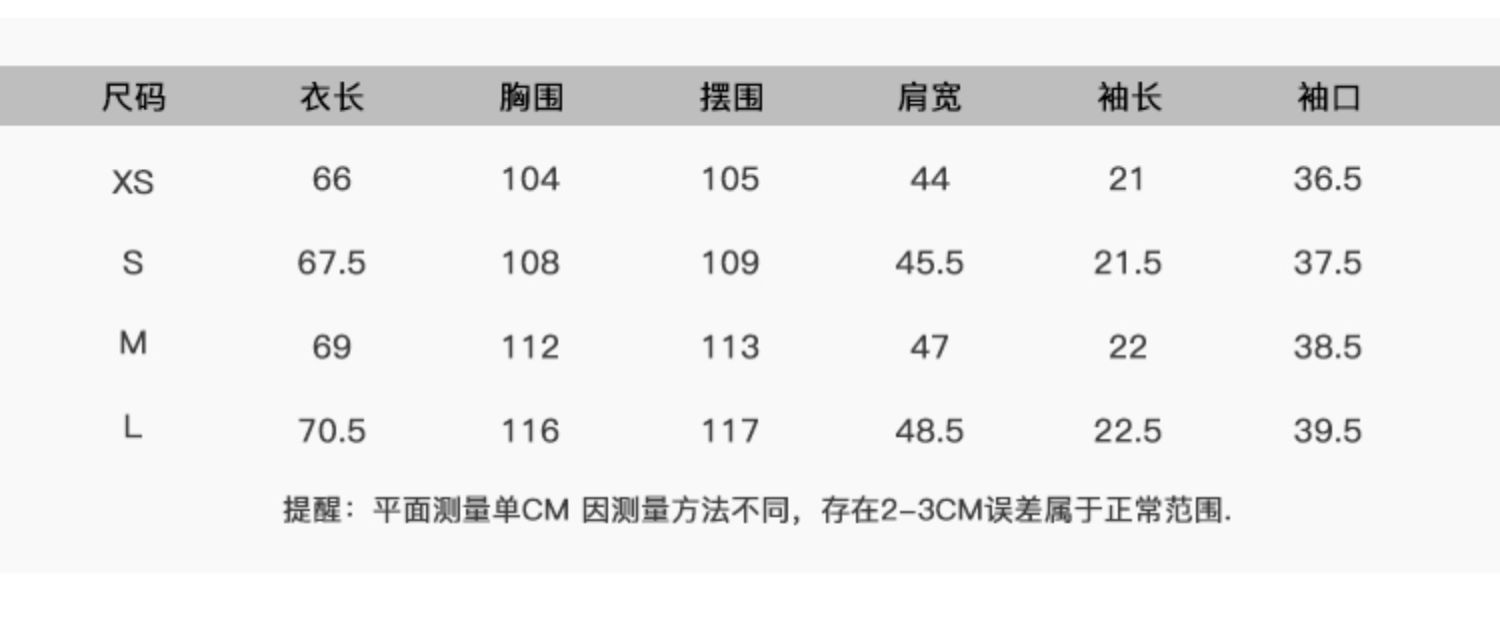 尺码 衣长 胸围 摆围 肩宽 袖长 袖口
XS 66 104 105 44 21 36.5
S 67.5 108 109 45.5 21.5 37.5
M 69 112 113 47 22 38.5
L 70.5 116 117 48.5 22.5 39.5
提醒：平面测量单CM 因测量方法不同，存在2-3CM误差属于正常范围.